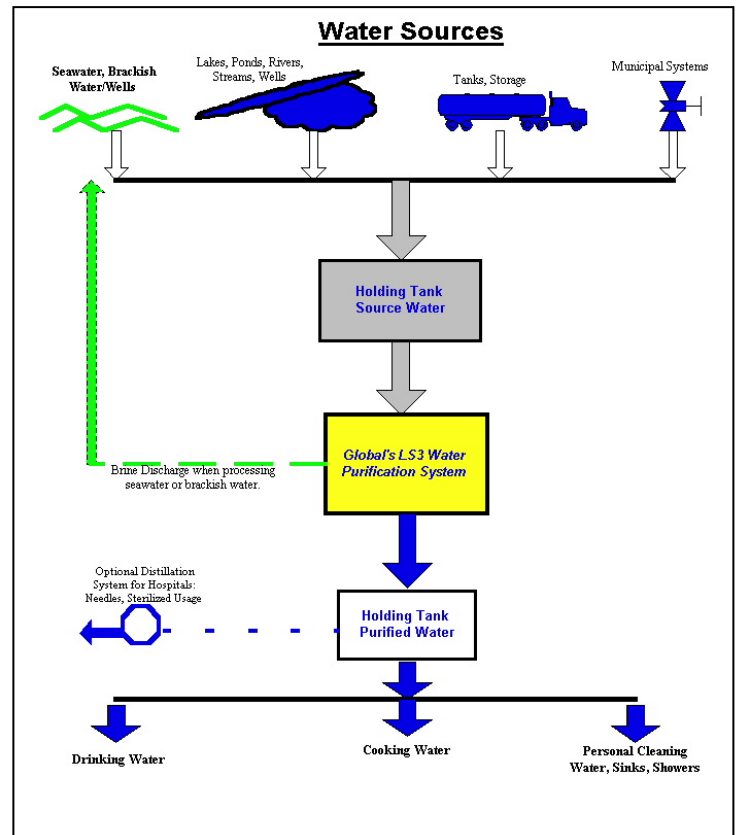 Water Sources
Seawater, Brackish
Water/Wells
Lakes, Ponds, Rivers,
Streams, Wells
Tanks, Storage
Municipal Systems
Holding Tank
Source Water
Global's LS3 Water
Purification System
Brine Discharge when processing
seawater or brackish water.
Optional Distillation
System for Hospitals:
Needles, Sterilized Usage
Holding Tank
Purified Water
Drinking Water
Cooking Water
Personal Cleaning
Water, Sinks, Showers